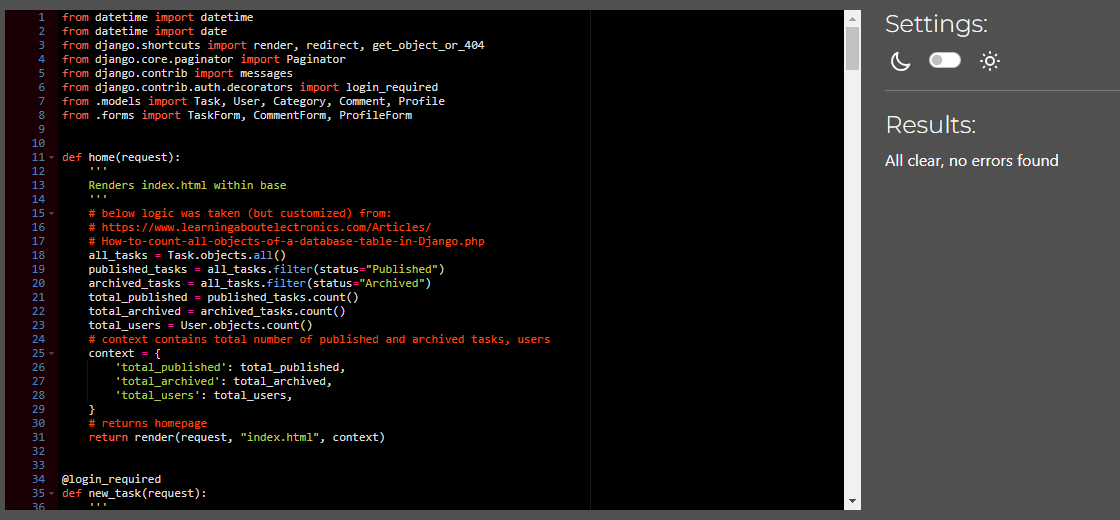 1 from datetime import datetime
2 from datetime import date
3 from django.shortcuts import render, redirect, get_object_or_404
4 from django.core.paginator import Paginator
5 from django.contrib import messages
6 from django.contrib.auth.decorators import login_required
7 from .models import Task, User, Category, Comment, Profile
8 from .forms import TaskForm, CommentForm, ProfileForm
9
10
11 def home(request):
12     '''
13     Renders index.html within base
14     '''
15     # below logic was taken (but customized) from:
16     # https://www.learningaboutelectronics.com/Articles/
17     # How-to-count-all-objects-of-a-database-table-in-Django.php
18     all_tasks = Task.objects.all()
19     published_tasks = all_tasks.filter(status="Published")
20     archived_tasks = all_tasks.filter(status="Archived")
21     total_published = published_tasks.count()
22     total_archived = archived_tasks.count()
23     total_users = User.objects.count()
24     # context contains total number of published and archived tasks, users
25     context = {
26         'total_published': total_published,
27         'total_archived': total_archived,
28         'total_users': total_users,
29     }
30     # returns homepage
31     return render(request, "index.html", context)
32
33
34 @login_required
35 def new_task(request):
36     '''
Settings:
Results:
All clear, no errors found